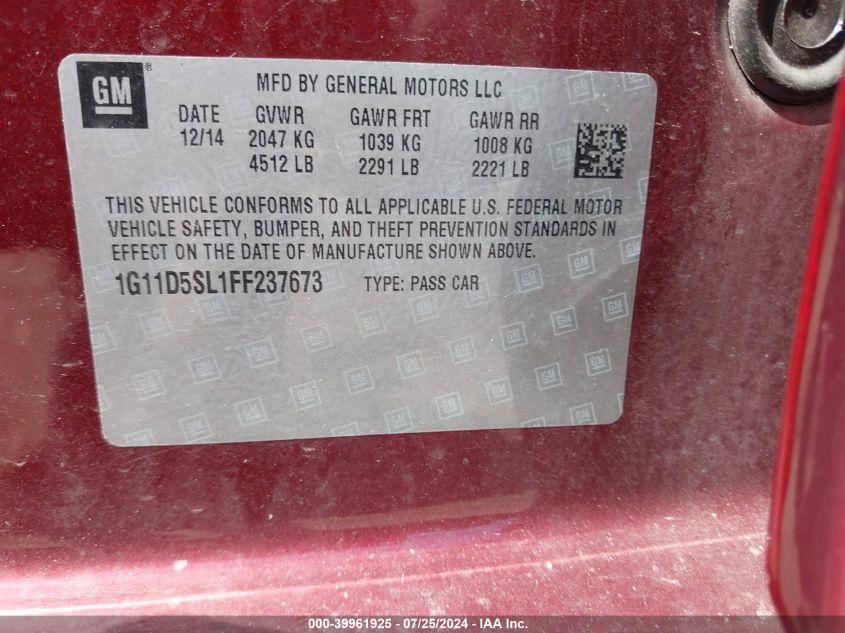 GM
MFD BY GENERAL MOTORS LLC
DATE GVWR GAWR FRT GAWR RR
12/14 2047 KG 1039 KG 1008 KG
4512 LB 2291 LB 2221 LB
THIS VEHICLE CONFORMS TO ALL APPLICABLE U.S. FEDERAL MOTOR
VEHICLE SAFETY, BUMPER, AND THEFT PREVENTION STANDARDS IN
EFFECT ON THE DATE OF MANUFACTURE SHOWN ABOVE.
1G11D5SL1FF237673 TYPE: PASS CAR
000-39961925 - 07/25/2024 - IAA, Inc.